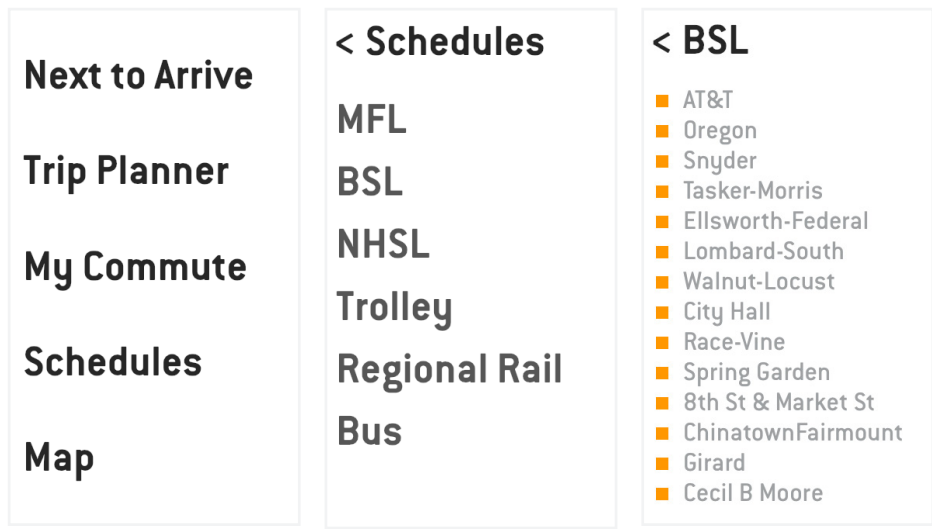 Next to Arrive
Trip Planner
My Commute
Schedules
Map
< Schedules
MFL
BSL
NHSL
Trolley
Regional Rail
Bus
< BSL
AT&T
Oregon
Snyder
Tasker-Morris
Ellsworth-Federal
Lombard-South
Walnut-Locust
City Hall
Race-Vine
Spring Garden
8th St & Market St
ChinatownFairmount
Girard
Cecil B Moore